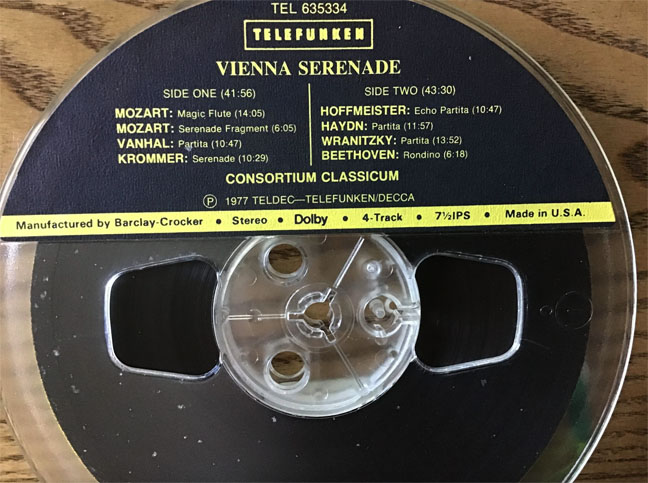 TEL 635334
TELEFUNKEN
VIENNA SERENADE
SIDE ONE (41:56)
MOZART: Magic Flute (14:05)
MOZART: Serenade Fragment (6:05)
VANHAL: Partita (10:47)
KROMMER: Serenade (10:29)
SIDE TWO (43:30)
HOFFMEISTER: Echo Partita (10:47)
HAYDN: Partita (11:57)
WRANITZKY: Partita (13:52)
BEETHOVEN: Rondino (6:18)
CONSORTIUM CLASSICUM
Ⓟ 1977 TELDEC—TELEFUNKEN/DECCA
Manufactured by Barclay-Crocker • Stereo • Dolby • 4-Track • 7½IPS • Made in U.S.A.